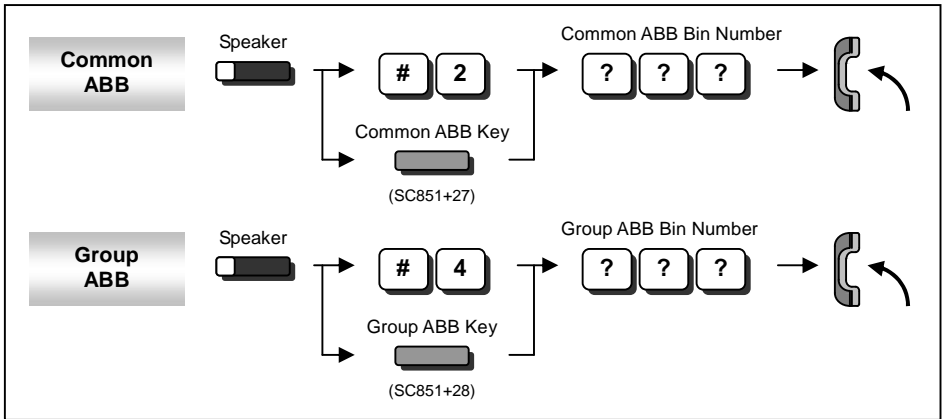 Common
ABB
Speaker
# 2
Common ABB Key
(SC851+27)
Common ABB Bin Number
? ? ?
Group
ABB
Speaker
# 4
Group ABB Key
(SC851+28)
Group ABB Bin Number
? ? ?